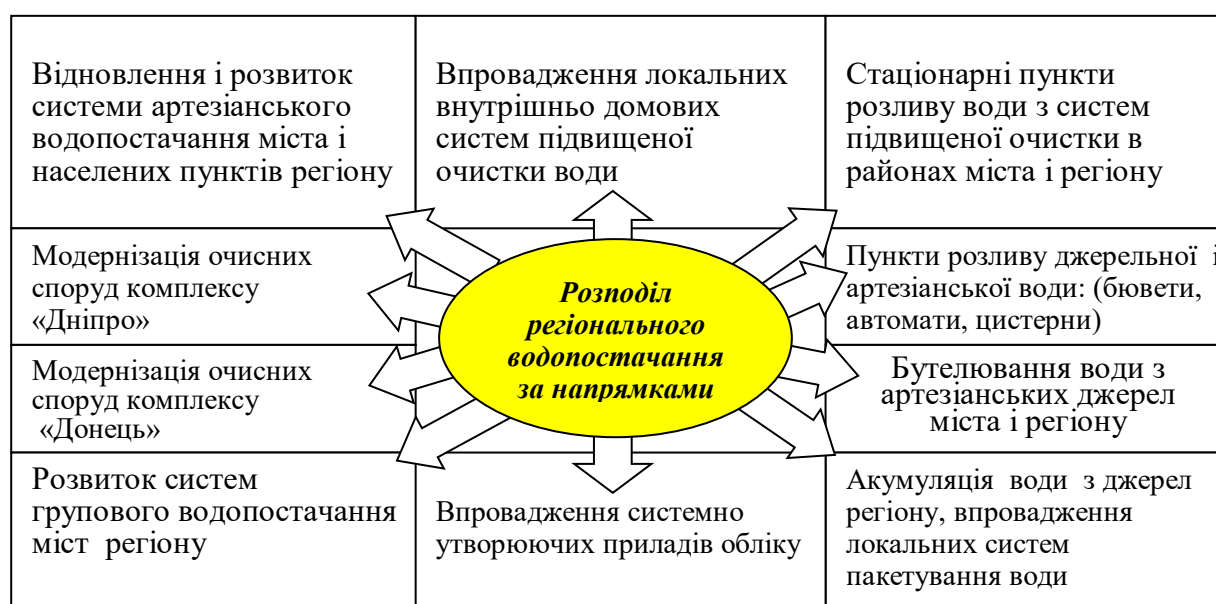 Відновлення і розвиток
системи артезіанського
водопостачання міста і
населених пунктів регіону
Впровадження локальних
внутрішньо домових
систем підвищеної
очистки води
Стаціонарні пункти
розливу води з систем
підвищеної очистки в
районах міста і регіону
Модернізація очисних
споруд комплексу
«Дніпро»
Розподіл
регіонального
водопостачання
за напрямками
Пункти розливу джерельної і
артезіанської води: (бювети,
автомати, цистерни)
Модернізація очисних
споруд комплексу
«Донець»
Бутелювання води з
артезіанських джерел
міста і регіону
Розвиток систем
групового водопостачання
міст регіону
Впровадження системно
утворюючих приладів обліку
Акумуляція води з джерел
регіону, впровадження
локальних систем
пакетування води